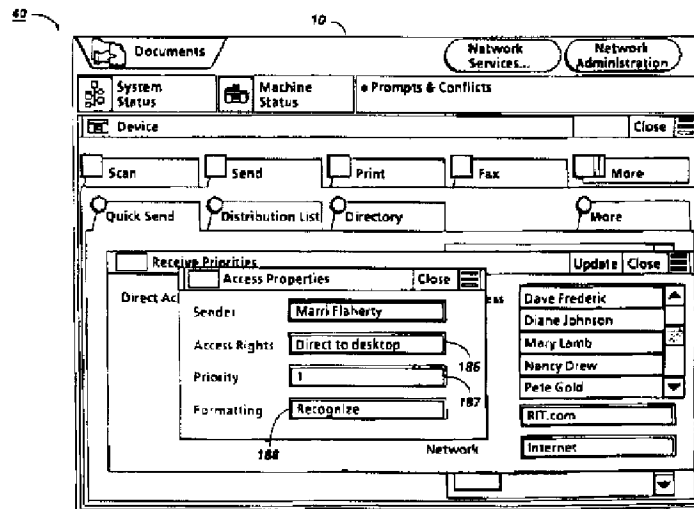 60
10
Documents
Network Services...
Network Administration
System Status
Machine Status
• Prompts & Conflicts
Device
Close
Scan
Send
Print
Fax
More
Quick Send
Distribution List
Directory
More
Receive Priorities
Update
Close
Access Properties
Close
Direct Ac
eas
Sender
Marri Flaherty
Access Rights
Direct to desktop
186
Priority
1
187
Formatting
Recognize
188
Dave Frederic
Diane Johnson
Mary Lamb
Nancy Drew
Pete Gold
RIT.com
Internet
Network